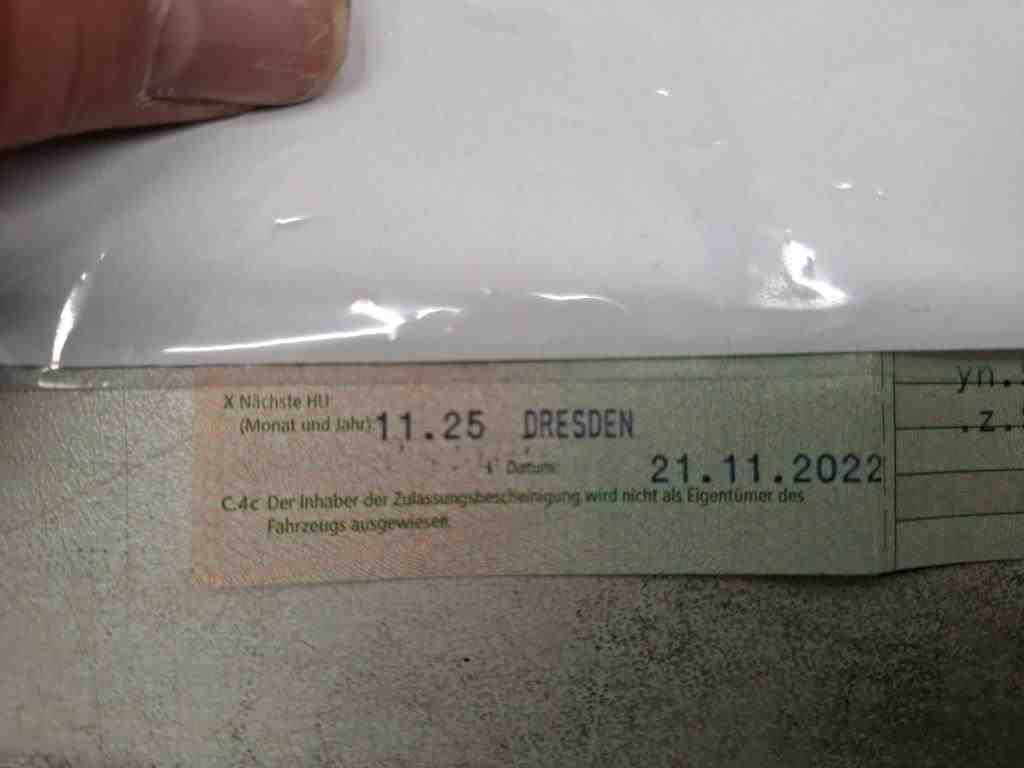 X Nächste HU
(Monat und Jahr) 11.25 DRESDEN
Datum: 21.11.2022
C.4c Der Inhaber der Zulassungsbescheinigung wird nicht als Eigentümer des
Fahrzeugs ausgewiesen.
yn.
.z.